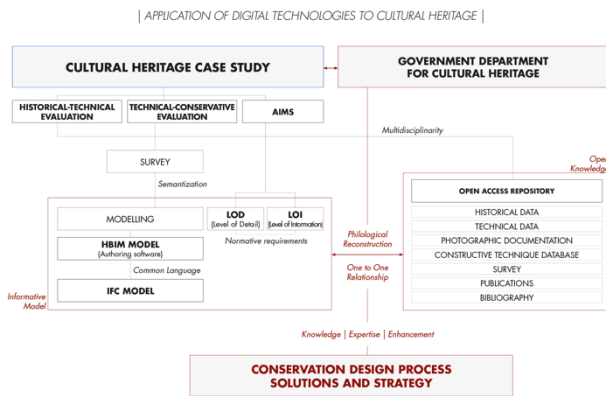 | APPLICATION OF DIGITAL TECHNOLOGIES TO CULTURAL HERITAGE |
CULTURAL HERITAGE CASE STUDY
GOVERNMENT DEPARTMENT
FOR CULTURAL HERITAGE
HISTORICAL-TECHNICAL
EVALUATION
TECHNICAL-CONSERVATIVE
EVALUATION
AIMS
Multidisciplinarity
SURVEY
Semantization
Open
Knowledge
OPEN ACCESS REPOSITORY
HISTORICAL DATA
TECHNICAL DATA
PHOTOGRAPHIC DOCUMENTATION
CONSTRUCTIVE TECHNIQUE DATABASE
SURVEY
PUBLICATIONS
BIBLIOGRAPHY
MODELLING
LOD
(Level of Detail)
LOI
(Level of Information)
Normative requirements
HBIM MODEL
(Authoring software)
Common Language
IFC MODEL
Informative
Model
Philological
Reconstruction
One to One
Relationship
Knowledge | Expertise | Enhancement
CONSERVATION DESIGN PROCESS
SOLUTIONS AND STRATEGY